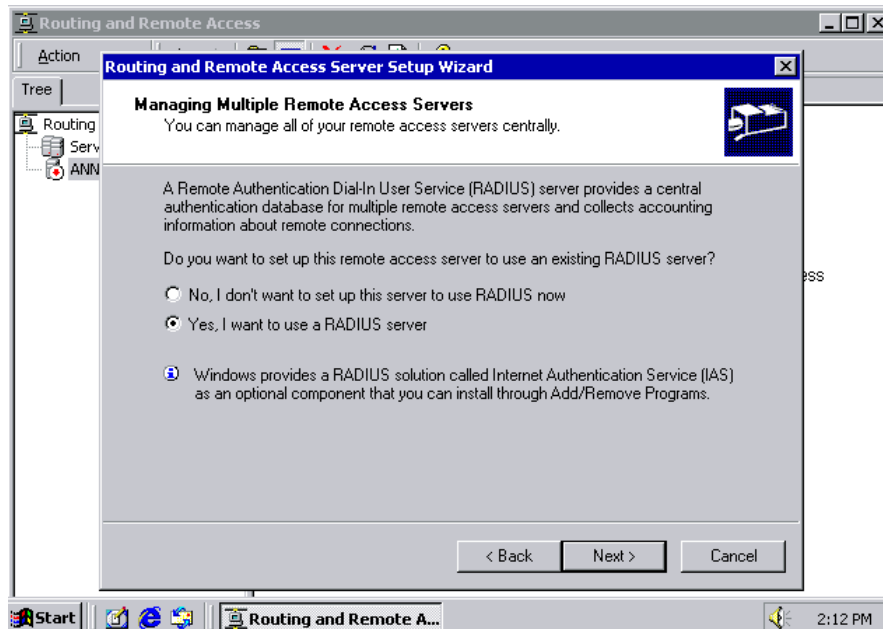 Routing and Remote Access
Action
Tree
Routing
Serv
ANN
Routing and Remote Access Server Setup Wizard
Managing Multiple Remote Access Servers
You can manage all of your remote access servers centrally.
A Remote Authentication Dial-In User Service (RADIUS) server provides a central
authentication database for multiple remote access servers and collects accounting
information about remote connections.
Do you want to set up this remote access server to use an existing RADIUS server?
No, I don't want to set up this server to use RADIUS now
Yes, I want to use a RADIUS server
Windows provides a RADIUS solution called Internet Authentication Service (IAS)
as an optional component that you can install through Add/Remove Programs.
ess
< Back
Next >
Cancel
Start
Routing and Remote A...
2:12 PM